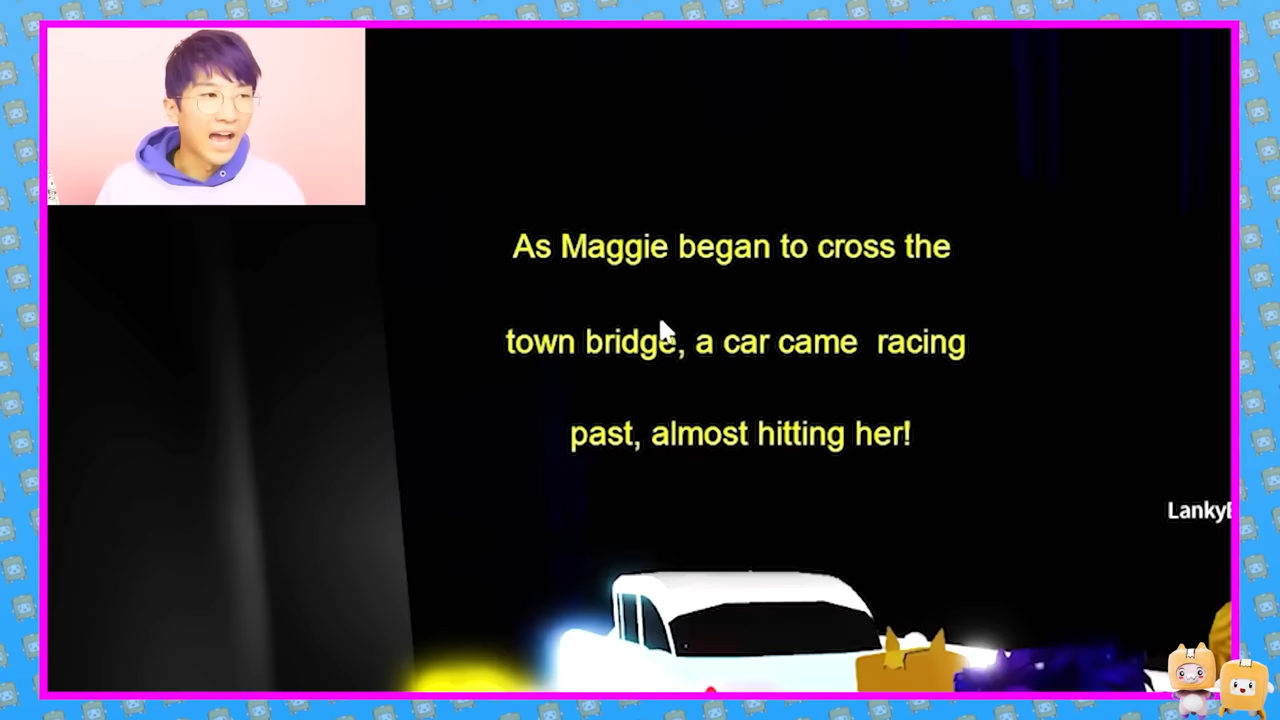 As Maggie began to cross the
town bridge, a car came  racing
past, almost hitting her!